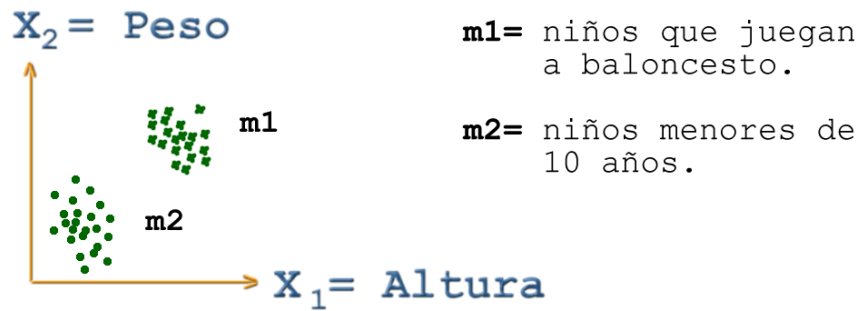 X2= Peso
m1= niños que juegan
a baloncesto.
m1
m2= niños menores de
10 años.
m2
X1= Altura